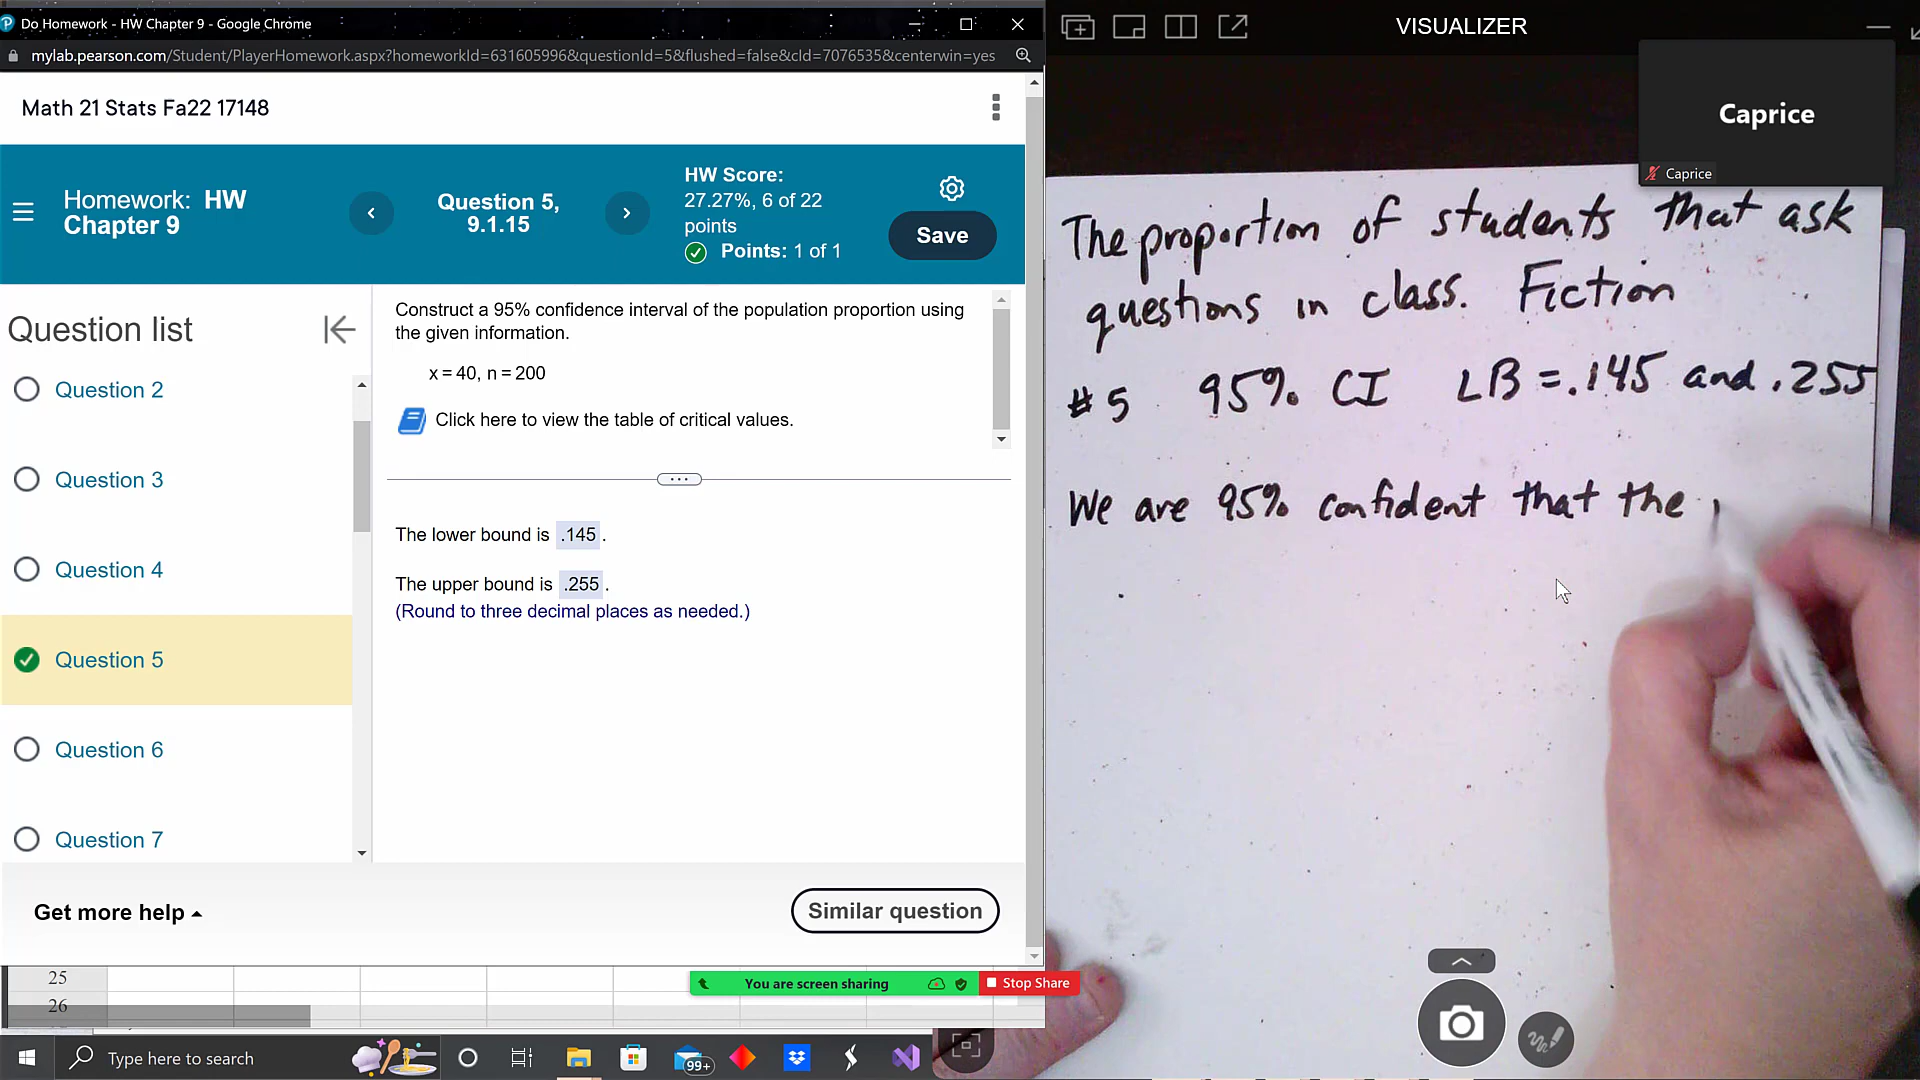 Do Homework - HW Chapter 9 - Google Chrome
mylab.pearson.com/Student/PlayerHomework.aspx?homeworkId=631605996&questionId=5&flushed=false&cld=7076535&centerwin=yes
Math 21 Stats Fa22 17148
Homework: HW
Chapter 9
Question 5,
9.1.15
HW Score:
27.27%, 6 of 22
points
Points: 1 of 1
Save
Question list
Question 2
Question 3
Question 4
Question 5
Question 6
Question 7
Construct a 95% confidence interval of the population proportion using
the given information.
x = 40, n = 200
Click here to view the table of critical values.
The lower bound is .145 .
The upper bound is .255 .
(Round to three decimal places as needed.)
Get more help
Similar question
25
26
You are screen sharing
Stop Share
Type here to search
99+
VISUALIZER
Caprice
Caprice
The proportion of students that ask
questions in class. Fiction
#5 95% CI LB = .145 and .255
We are 95% confident that the